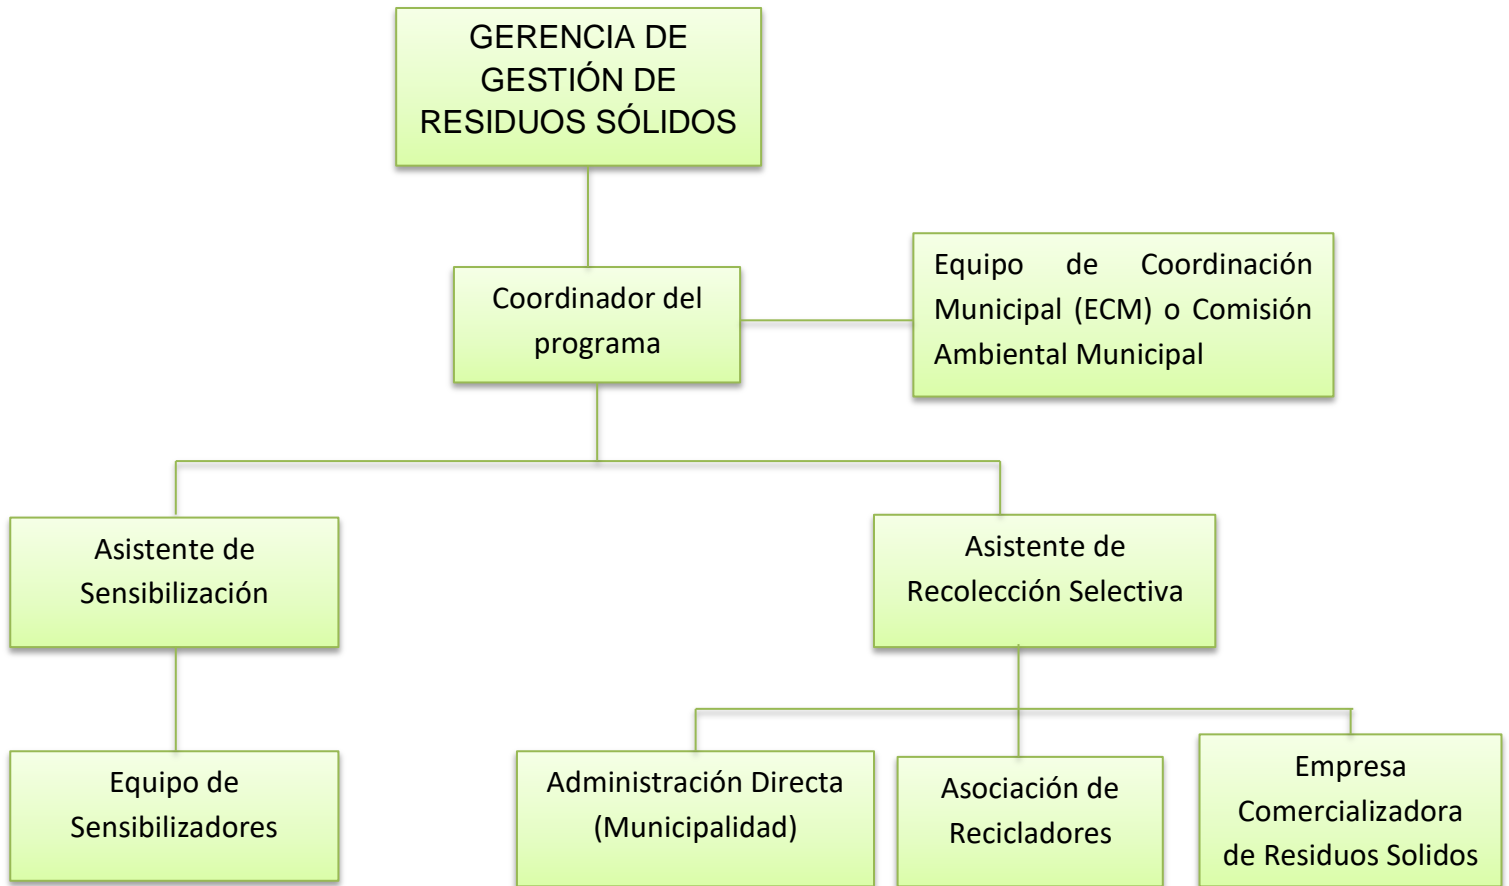 GERENCIA DE
GESTIÓN DE
RESIDUOS SÓLIDOS
Coordinador del
programa
Equipo de Coordinación
Municipal (ECM) o Comisión
Ambiental Municipal
Asistente de
Sensibilización
Asistente de
Recolección Selectiva
Equipo de
Sensibilizadores
Administración Directa
(Municipalidad)
Asociación de
Recicladores
Empresa
Comercializadora
de Residuos Solidos